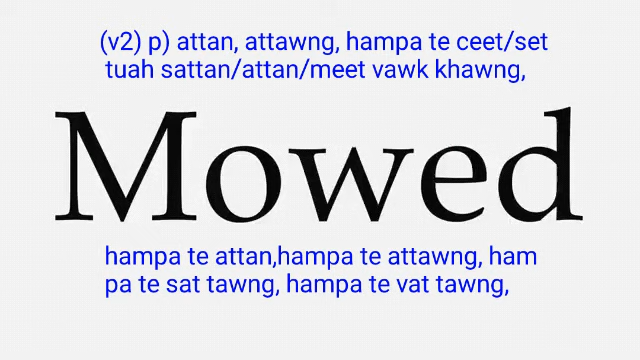 (v2) p) attan, attawng, hampa te ceet/set
tuah sattan/attan/meet vawk khawng,
Mowed
hampa te attan,hampa te attawng, ham
pa te sat tawng, hampa te vat tawng,